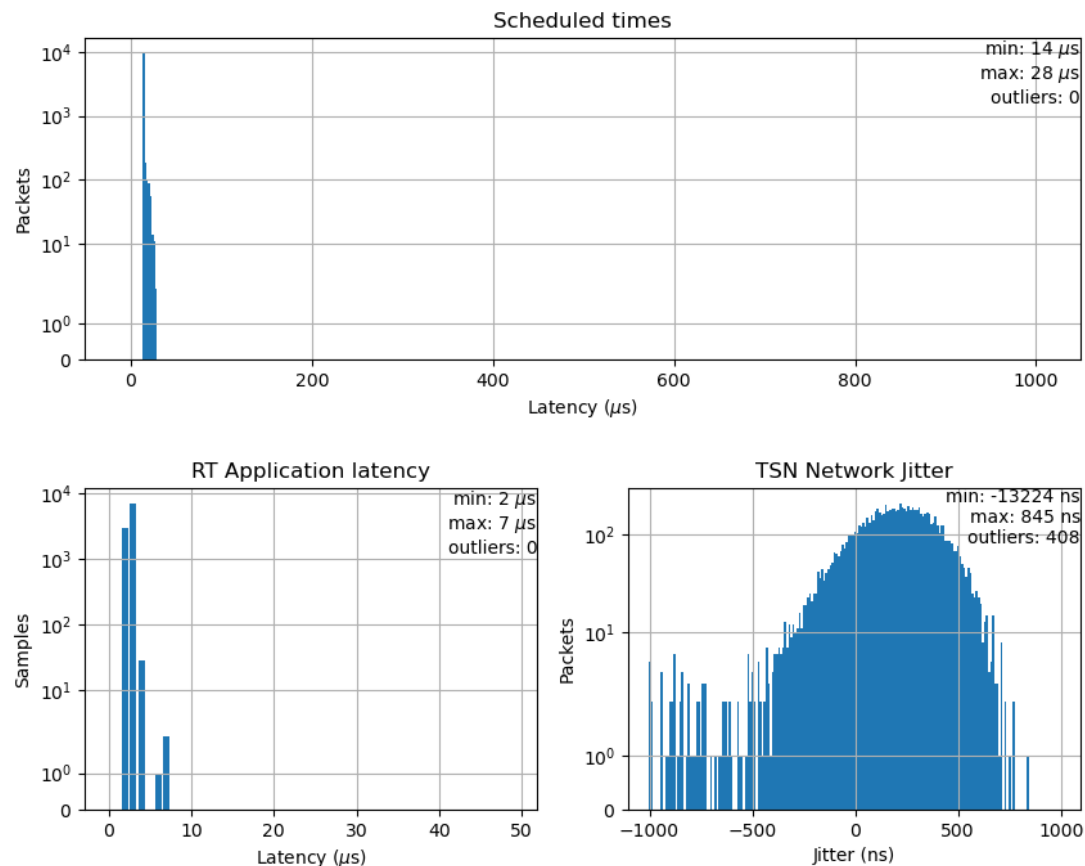 Scheduled times
min: 14 μs
max: 28 μs
outliers: 0
10⁴
10³
10²
10¹
10⁰
0
Packets
0 200 400 600 800 1000
Latency (μs)
RT Application latency
min: 2 μs
max: 7 μs
outliers: 0
10⁴
10³
10²
10¹
10⁰
0
Samples
0 10 20 30 40 50
Latency (μs)
TSN Network Jitter
min: -13224 ns
max: 845 ns
outliers: 408
10²
10¹
10⁰
0
Packets
−1000 −500 0 500 1000
Jitter (ns)